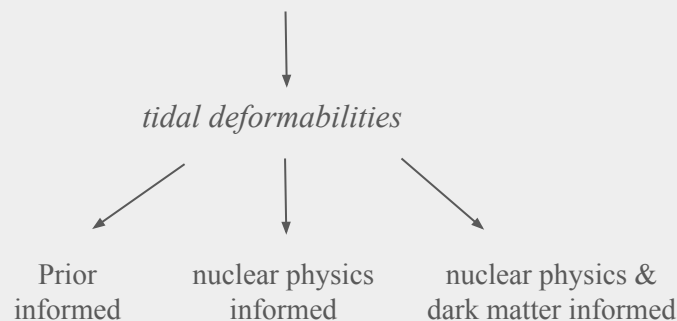 tidal deformabilities
Prior
informed
nuclear physics
informed
nuclear physics &
dark matter informed